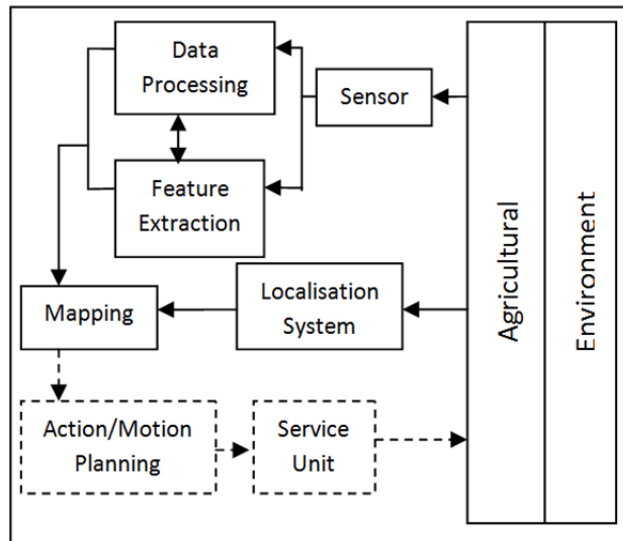 Data
Processing
Sensor
Feature
Extraction
Localisation
System
Mapping
Action/Motion
Planning
Service
Unit
Agricultural
Environment